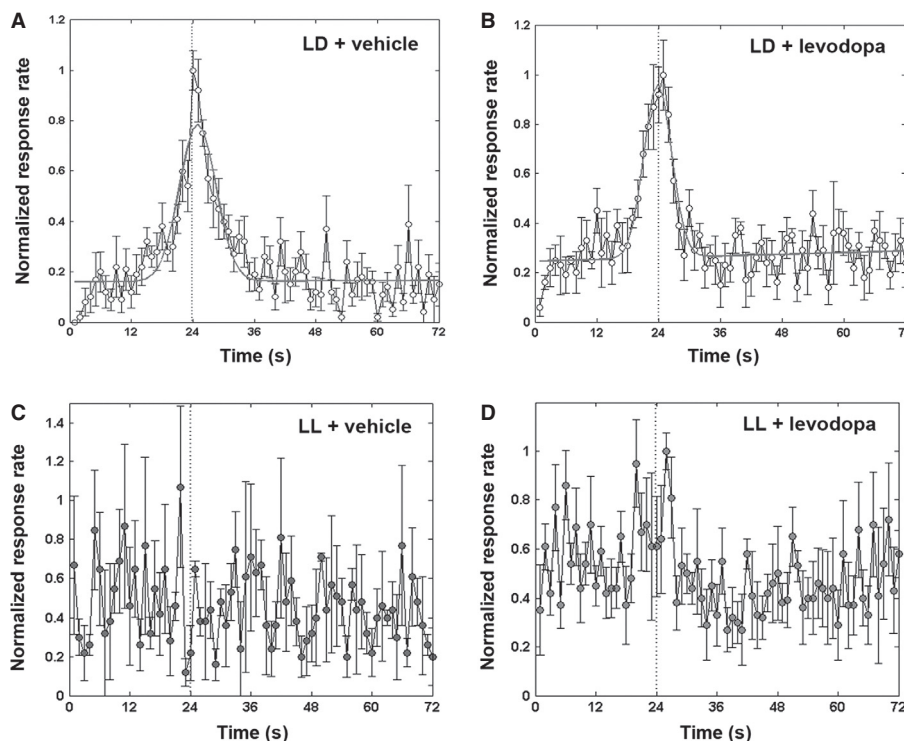 A
LD + vehicle
Normalized response rate
1.2
1
0.8
0.6
0.4
0.2
0
0 12 24 36 48 60 72
Time (s)
B
LD + levodopa
Normalized response rate
1.2
1
0.8
0.6
0.4
0.2
0
0 12 24 36 48 60 70
Time (s)
C
LL + vehicle
Normalized response rate
1.4
1.2
1
0.8
0.6
0.4
0.2
0
0 12 24 36 48 60 72
Time (s)
D
LL + levodopa
Normalized response rate
1.2
1
0.8
0.6
0.4
0.2
0
0 12 24 36 48 60 72
Time (s)